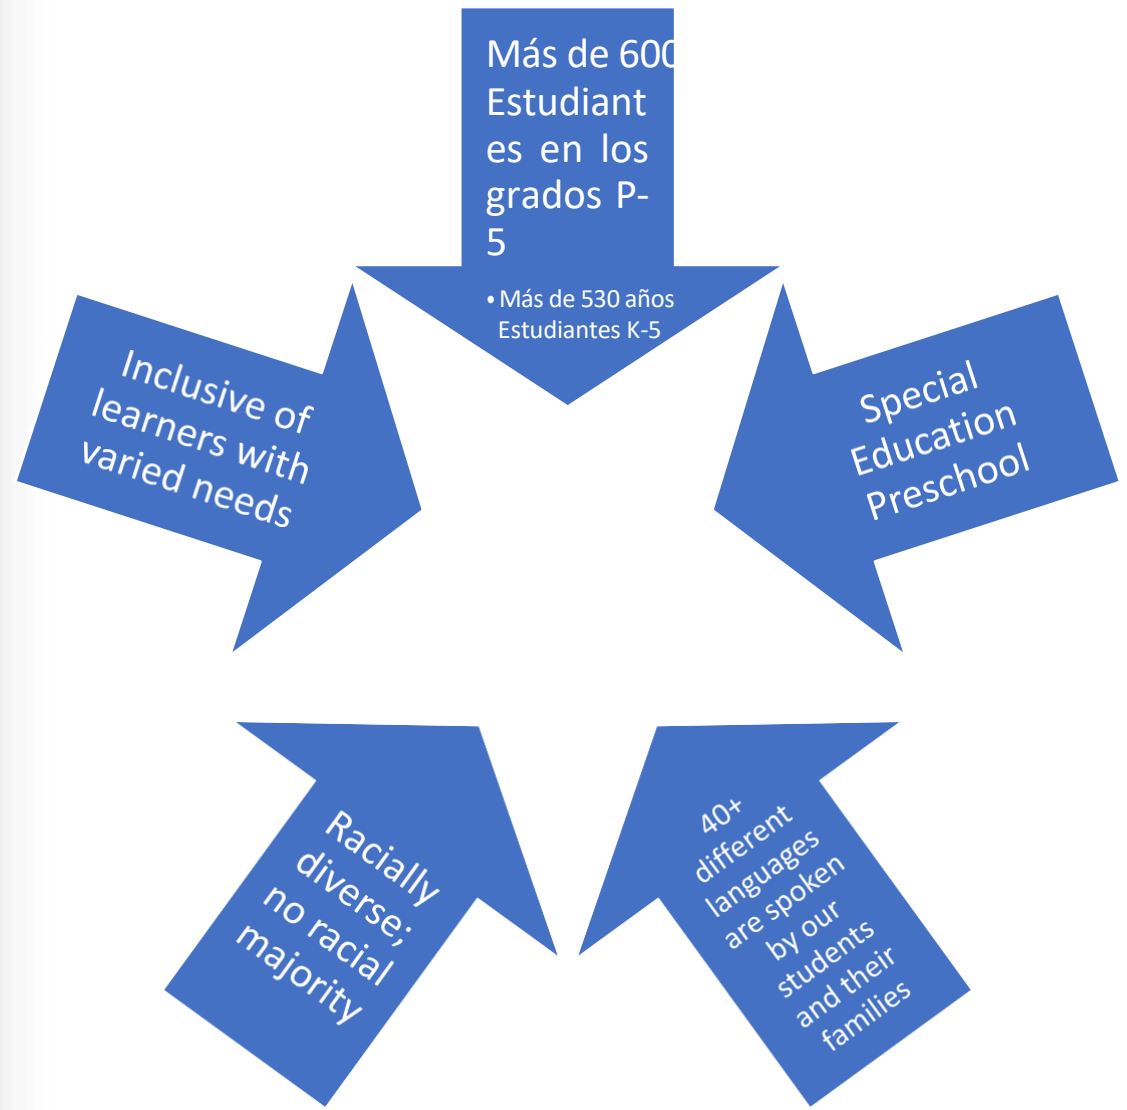 Más de 600
Estudiant
es en los
grados P-
5
• Más de 530 años
Estudiantes K-5
Inclusive of
learners with
varied needs
Special
Education
Preschool
Racially
diverse;
no racial
majority
40+
different
languages
are spoken
by our
students
and their
families